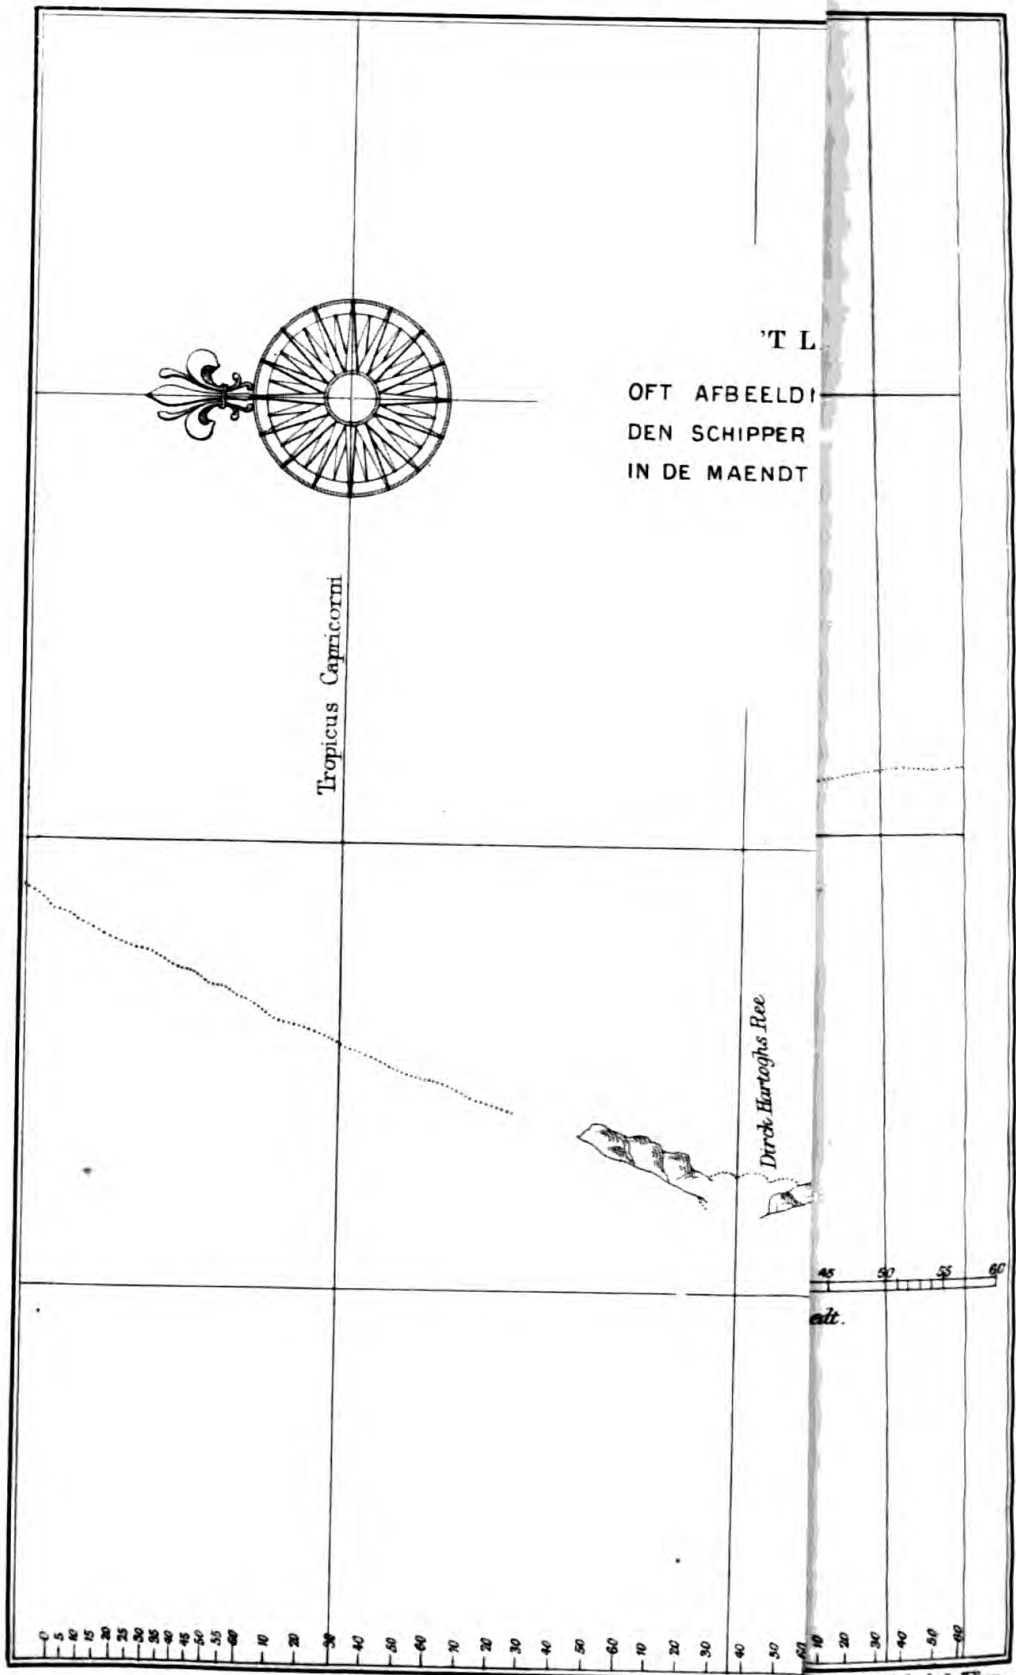 'T L
OFT AFBEELDI
DEN SCHIPPER
IN DE MAENDT
Tropicus Capricorni
Dirck Hartoghs Ree
45 50 55 60
edt.
0 5 10 15 20 25 30 35 40 45 50 55 60 10 20 30 40 50 60 10 20 30 40 50 60 10 20 30 40 50 60 10 20 30 40 50 60